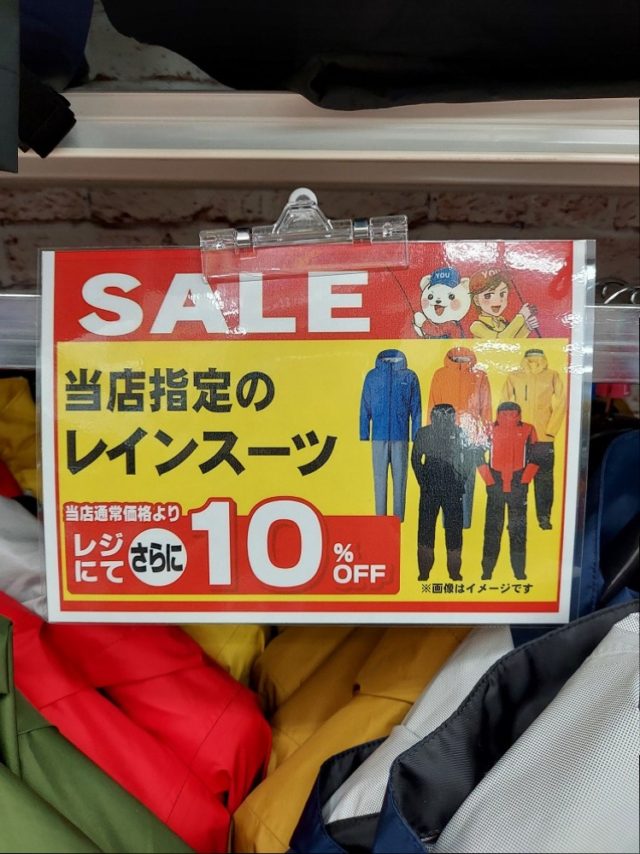 SALE
YOU
YOU
当店指定の
レインスーツ
当店通常価格より
レジにて さらに 10% OFF
※画像はイメージです